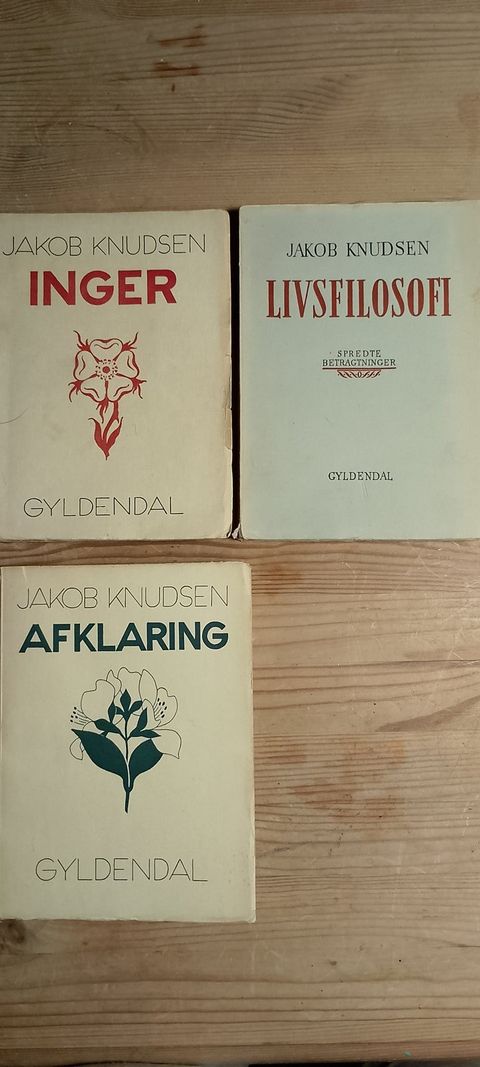 JAKOB KNUDSEN
INGER
GYLDENDAL
JAKOB KNUDSEN
LIVSFILOSOFI
SPREDTE
BETRAGTNINGER
GYLDENDAL
JAKOB KNUDSEN
AFKLARING
GYLDENDAL